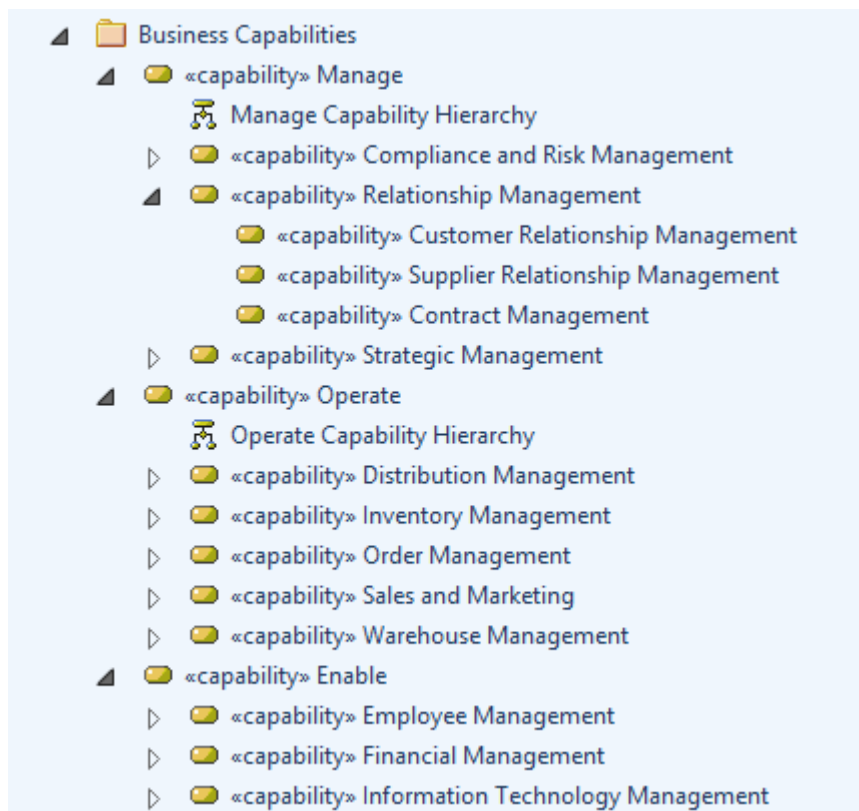 Business Capabilities
«capability» Manage
Manage Capability Hierarchy
«capability» Compliance and Risk Management
«capability» Relationship Management
«capability» Customer Relationship Management
«capability» Supplier Relationship Management
«capability» Contract Management
«capability» Strategic Management
«capability» Operate
Operate Capability Hierarchy
«capability» Distribution Management
«capability» Inventory Management
«capability» Order Management
«capability» Sales and Marketing
«capability» Warehouse Management
«capability» Enable
«capability» Employee Management
«capability» Financial Management
«capability» Information Technology Management